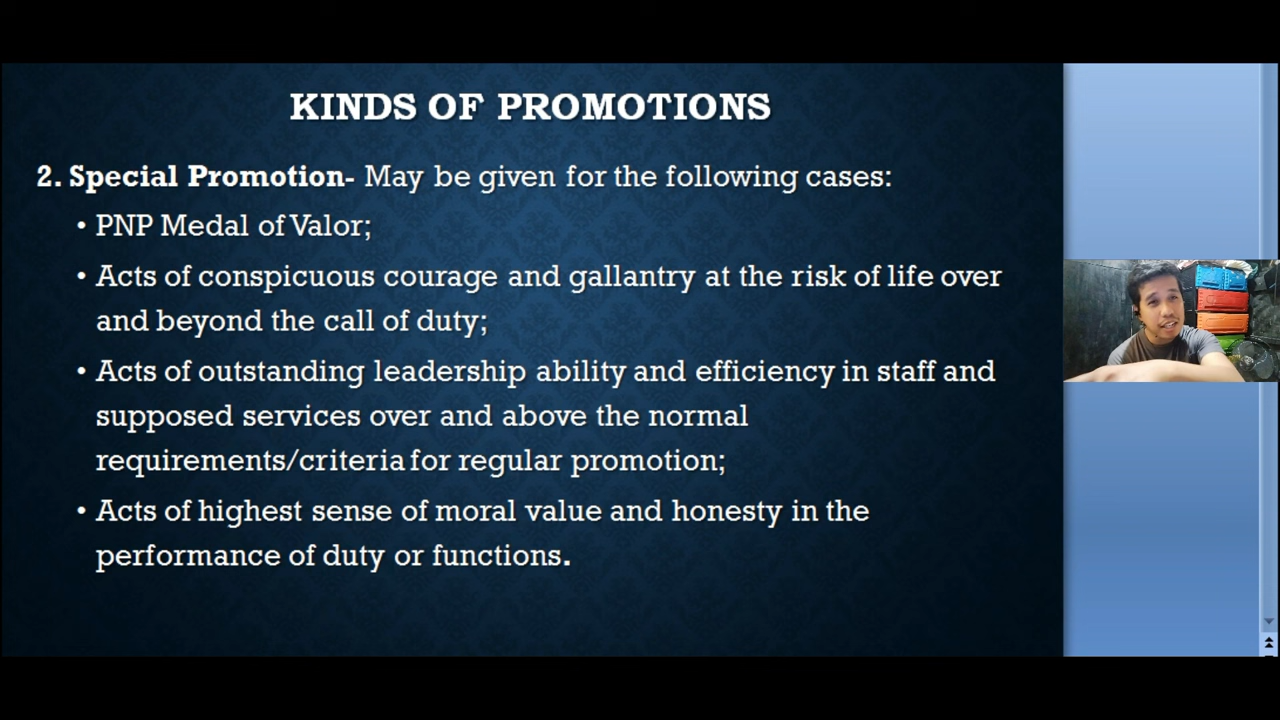 KINDS OF PROMOTIONS
2. Special Promotion- May be given for the following cases:
• PNP Medal of Valor;
• Acts of conspicuous courage and gallantry at the risk of life over
and beyond the call of duty;
• Acts of outstanding leadership ability and efficiency in staff and
supposed services over and above the normal
requirements/criteria for regular promotion;
• Acts of highest sense of moral value and honesty in the
performance of duty or functions.